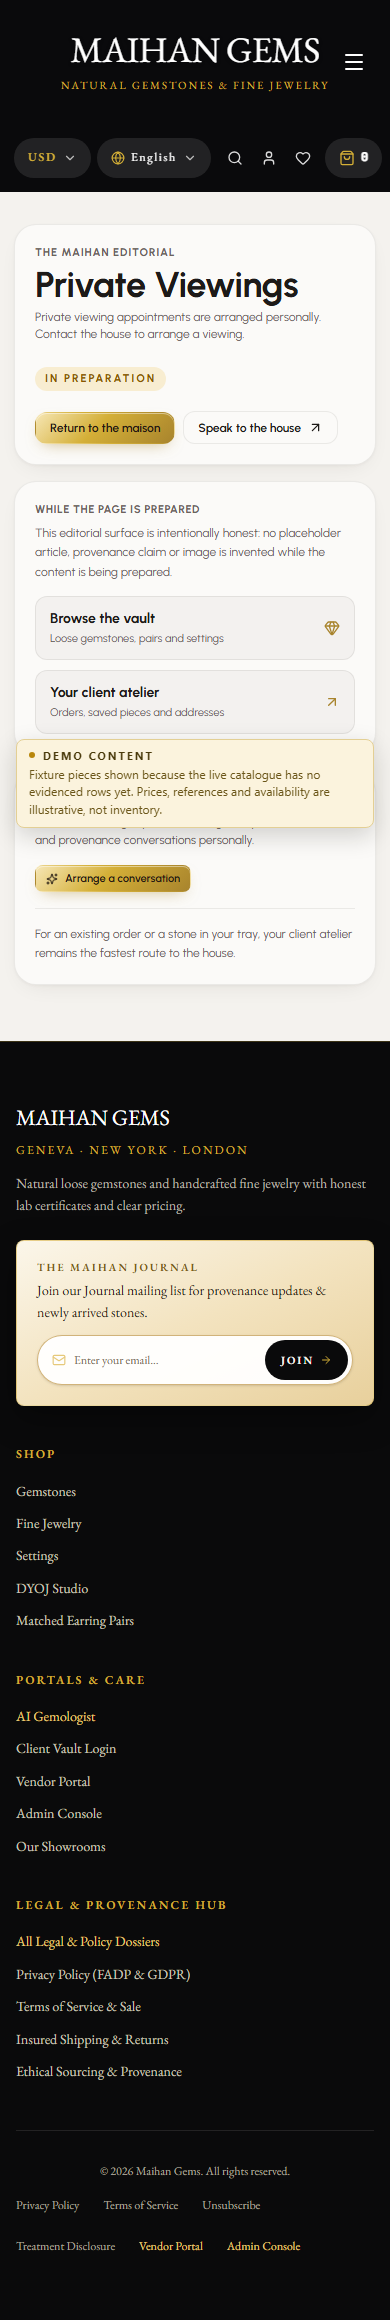 MAIHAN GEMS
NATURAL GEMSTONES & FINE JEWELRY
USD
English
0
THE MAIHAN EDITORIAL
Private Viewings
Private viewing appointments are arranged personally.
Contact the house to arrange a viewing.
IN PREPARATION
Return to the maison
Speak to the house
WHILE THE PAGE IS PREPARED
This editorial surface is intentionally honest: no placeholder
article, provenance claim or image is invented while the
content is being prepared.
Browse the vault
Loose gemstones, pairs and settings
Your client atelier
Orders, saved pieces and addresses
DEMO CONTENT
Fixture pieces shown because the live catalogue has no
evidenced rows yet. Prices, references and availability are
illustrative, not inventory.
and provenance conversations personally.
Arrange a conversation
For an existing order or a stone in your tray, your client atelier
remains the fastest route to the house.
MAIHAN GEMS
GENEVA · NEW YORK · LONDON
Natural loose gemstones and handcrafted fine jewelry with honest
lab certificates and clear pricing.
THE MAIHAN JOURNAL
Join our Journal mailing list for provenance updates &
newly arrived stones.
Enter your email...
JOIN
SHOP
Gemstones
Fine Jewelry
Settings
DYOJ Studio
Matched Earring Pairs
PORTALS & CARE
AI Gemologist
Client Vault Login
Vendor Portal
Admin Console
Our Showrooms
LEGAL & PROVENANCE HUB
All Legal & Policy Dossiers
Privacy Policy (FADP & GDPR)
Terms of Service & Sale
Insured Shipping & Returns
Ethical Sourcing & Provenance
© 2026 Maihan Gems. All rights reserved.
Privacy Policy
Terms of Service
Unsubscribe
Treatment Disclosure
Vendor Portal
Admin Console